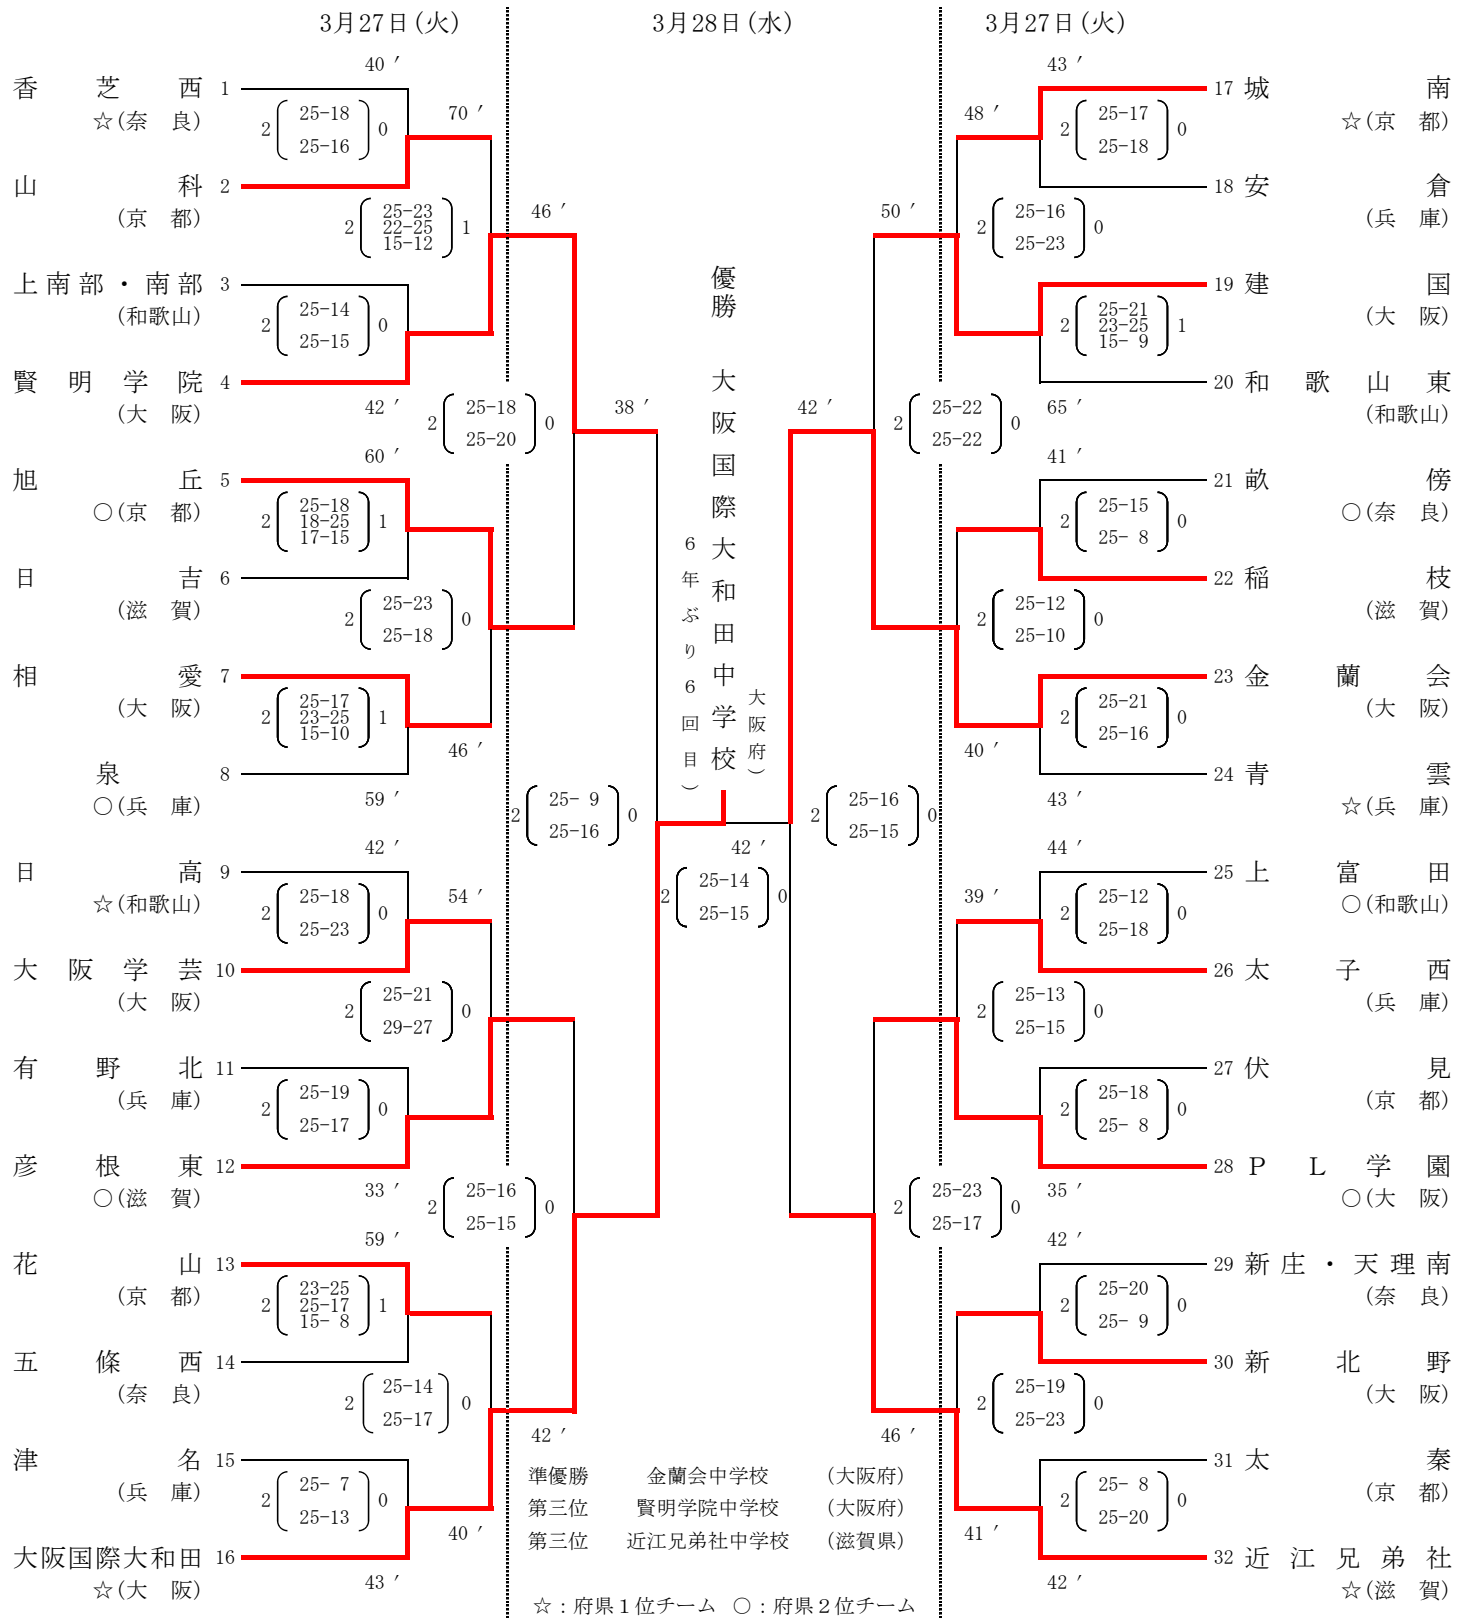 3月27日(火)
3月28日(水)
3月27日(火)
香芝西 1
☆(奈良)
40′
2 25-18 25-16 0
山科 2
(京都)
70′
2 25-23 22-25 15-12 1
上南部・南部 3
(和歌山)
2 25-14 25-15 0
賢明学院 4
(大阪)
42′
46′
2 25-18 25-20 0
旭丘 5
○(京都)
60′
2 25-18 18-25 17-15 1
日吉 6
(滋賀)
2 25-23 25-18 0
相愛 7
(大阪)
2 25-17 23-25 15-10 1
46′
泉 8
○(兵庫)
59′
38′
2 25- 9 25-16 0
日高 9
☆(和歌山)
42′
2 25-18 25-23 0
大阪学芸 10
(大阪)
54′
2 25-21 29-27 0
有野北 11
(兵庫)
2 25-19 25-17 0
彦根東 12
○(滋賀)
33′
2 25-16 25-15 0
花山 13
(京都)
59′
2 23-25 25-17 15- 8 1
五條西 14
(奈良)
2 25-14 25-17 0
42′
津名 15
(兵庫)
2 25- 7 25-13 0
40′
大阪国際大和田 16
☆(大阪)
43′
優勝 大阪国際大和田中学校
大阪府)
6年ぶり6回目)
42′
2 25-14 25-15 0
43′
17 城南
☆(京都)
2 25-17 25-18 0
18 安倉
(兵庫)
48′
2 25-16 25-23 0
19 建国
(大阪)
2 25-21 23-25 15- 9 1
20 和歌山東
(和歌山)
65′
50′
2 25-22 25-22 0
41′
21 畝傍
○(奈良)
2 25-15 25- 8 0
22 稲枝
(滋賀)
2 25-12 25-10 0
23 金蘭会
(大阪)
2 25-21 25-16 0
40′
24 青雲
☆(兵庫)
43′
42′
2 25-16 25-15 0
44′
25 上富田
○(和歌山)
2 25-12 25-18 0
26 太子西
(兵庫)
39′
2 25-13 25-15 0
27 伏見
(京都)
2 25-18 25- 8 0
28 PL学園
○(大阪)
35′
2 25-23 25-17 0
42′
29 新庄・天理南
(奈良)
2 25-20 25- 9 0
30 新北野
(大阪)
2 25-19 25-23 0
46′
31 太秦
(京都)
2 25- 8 25-20 0
41′
32 近江兄弟社
☆(滋賀)
42′
準優勝 金蘭会中学校 (大阪府)
第三位 賢明学院中学校 (大阪府)
第三位 近江兄弟社中学校 (滋賀県)
☆:府県1位チーム ○:府県2位チーム